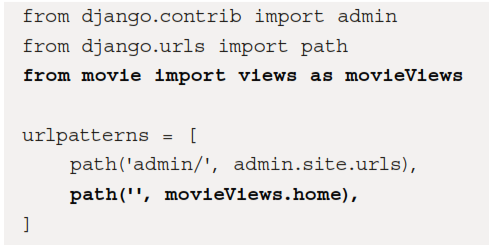 from django.contrib import admin
from django.urls import path
from movie import views as movieViews
urlpatterns = [
    path('admin/', admin.site.urls),
    path('', movieViews.home),
]